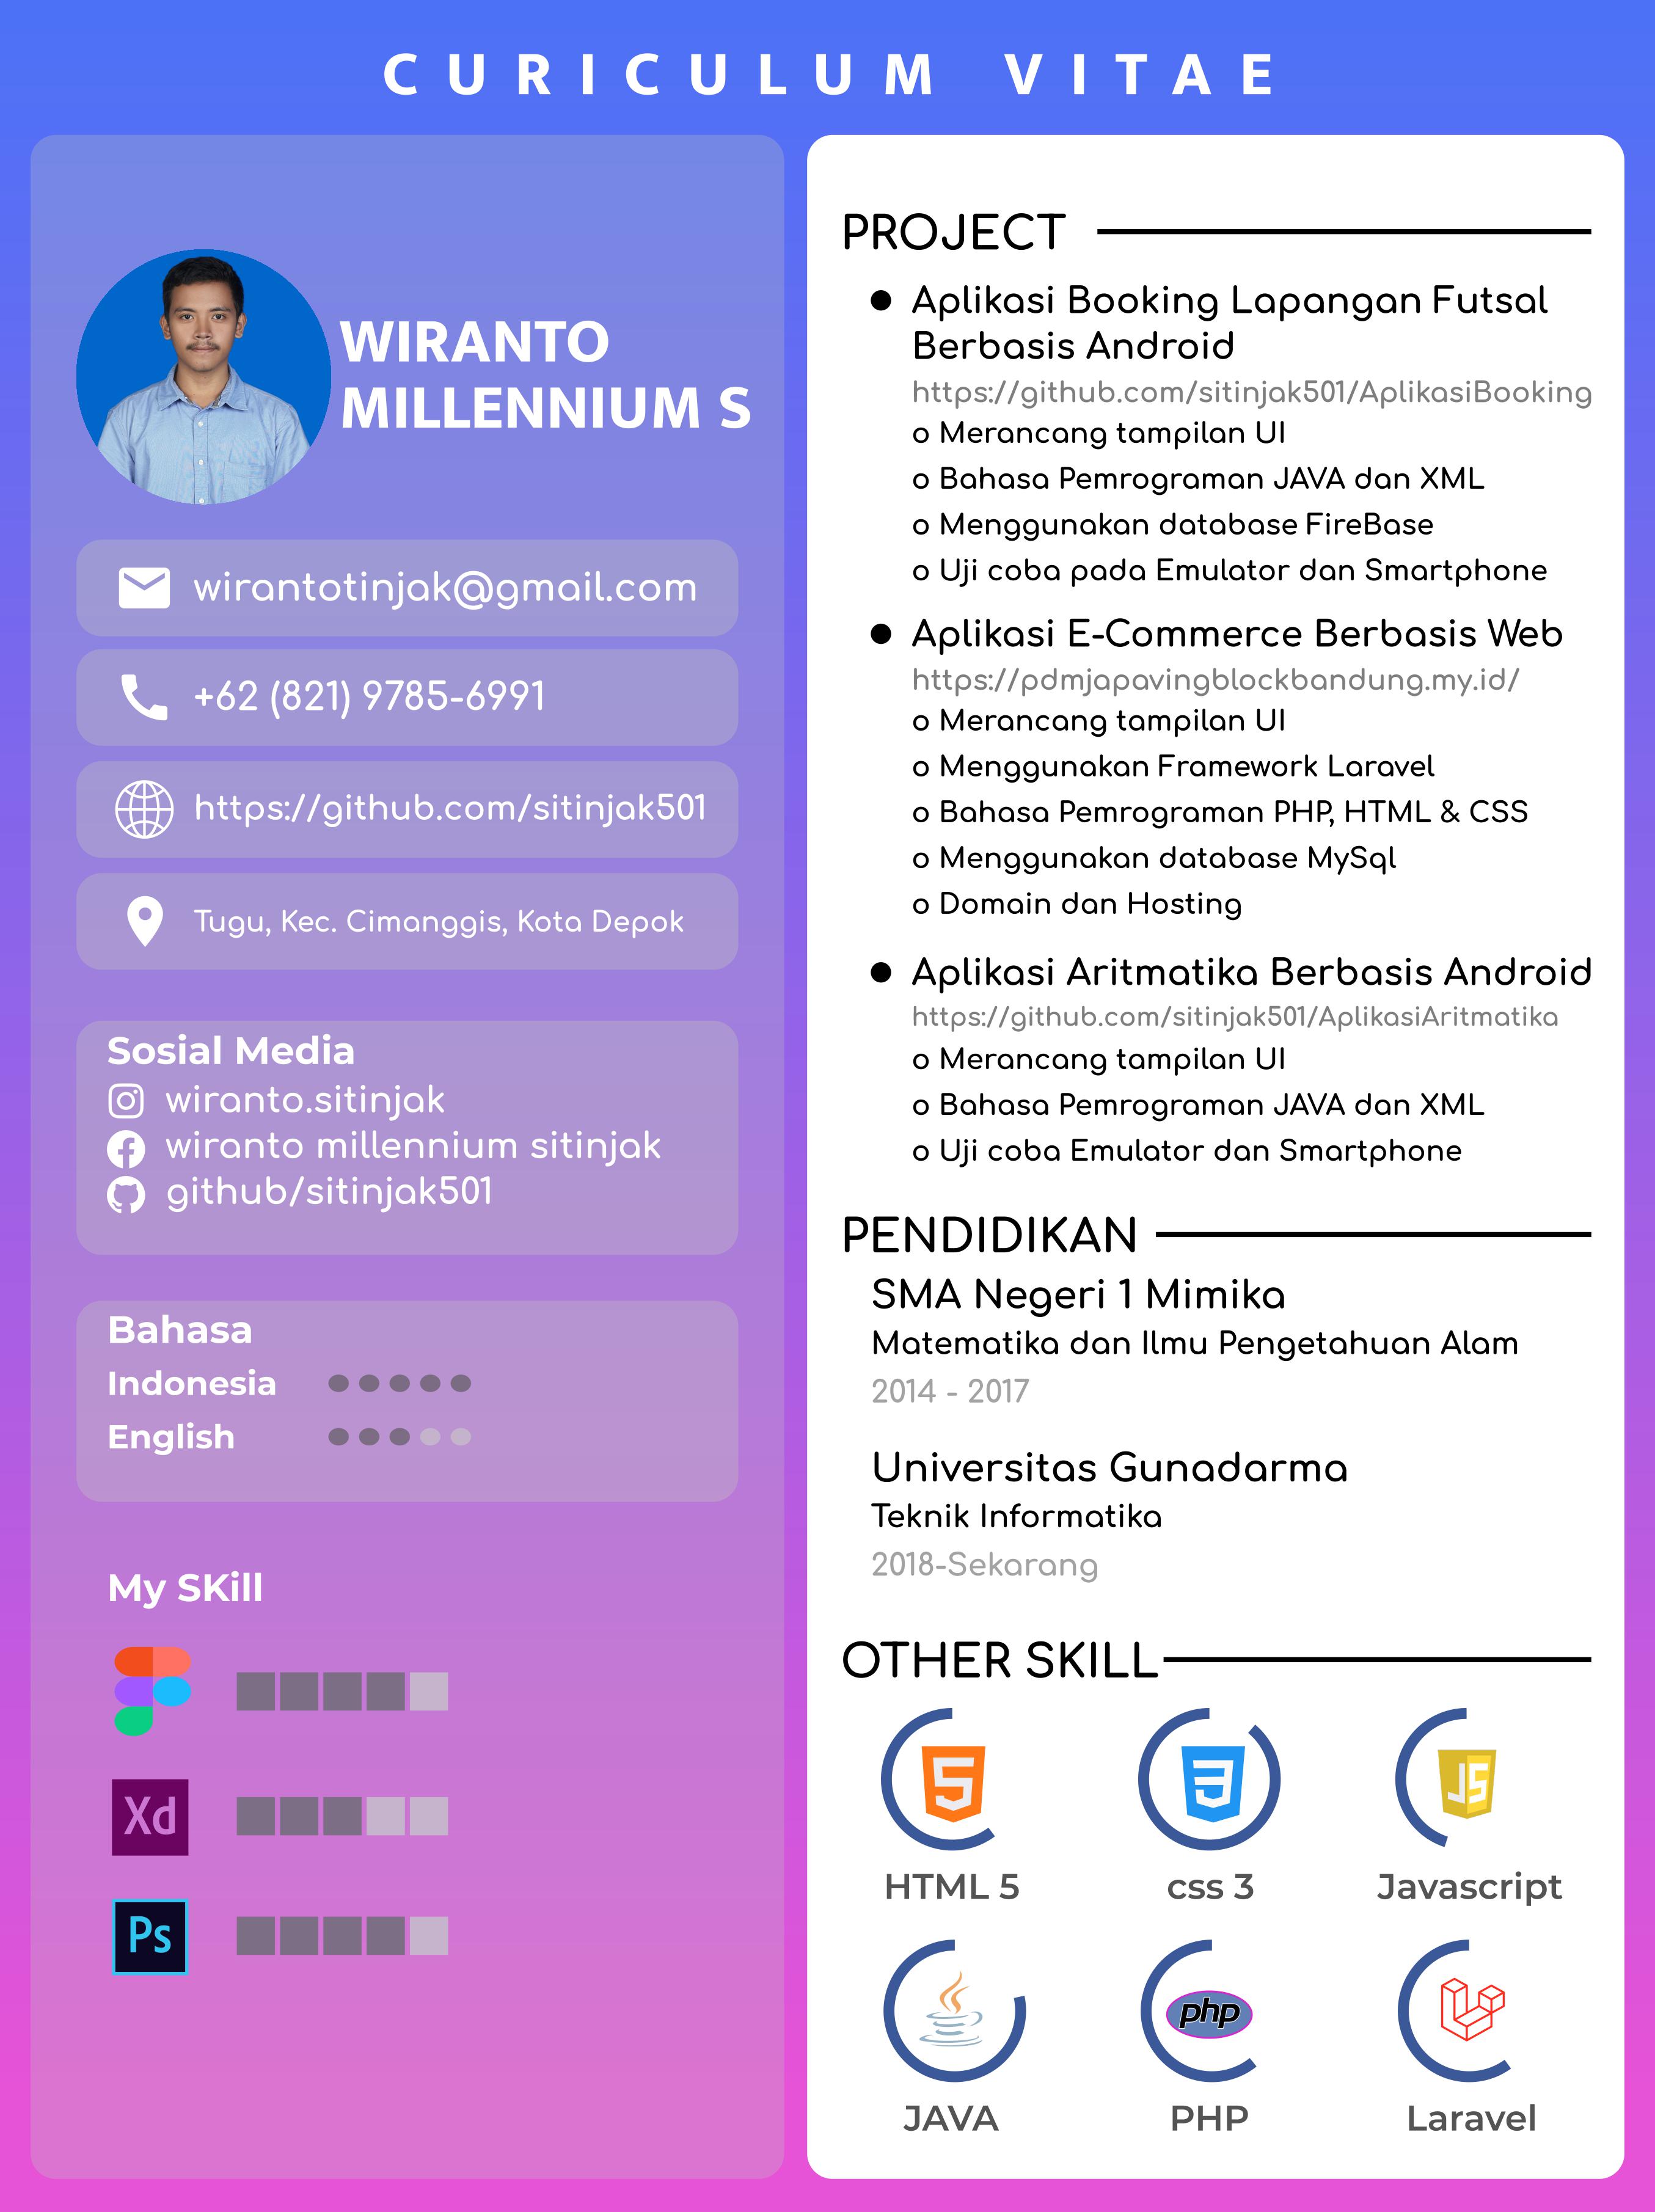 CURICULUM VITAE
WIRANTO
MILLENNIUM S
wirantotinjak@gmail.com
+62 (821) 9785-6991
https://github.com/sitinjak501
Tugu, Kec. Cimanggis, Kota Depok
Sosial Media
wiranto.sitinjak
wiranto millennium sitinjak
github/sitinjak501
Bahasa
Indonesia
English
My SKill
Xd
Ps
PROJECT
Aplikasi Booking Lapangan Futsal
Berbasis Android
https://github.com/sitinjak501/AplikasiBooking
o Merancang tampilan UI
o Bahasa Pemrograman JAVA dan XML
o Menggunakan database FireBase
o Uji coba pada Emulator dan Smartphone
Aplikasi E-Commerce Berbasis Web
https://pdmjapavingblockbandung.my.id/
o Merancang tampilan UI
o Menggunakan Framework Laravel
o Bahasa Pemrograman PHP, HTML & CSS
o Menggunakan database MySql
o Domain dan Hosting
Aplikasi Aritmatika Berbasis Android
https://github.com/sitinjak501/AplikasiAritmatika
o Merancang tampilan UI
o Bahasa Pemrograman JAVA dan XML
o Uji coba Emulator dan Smartphone
PENDIDIKAN
SMA Negeri 1 Mimika
Matematika dan Ilmu Pengetahuan Alam
2014 - 2017
Universitas Gunadarma
Teknik Informatika
2018-Sekarang
OTHER SKILL
5
3
JS
HTML 5
css 3
Javascript
php
JAVA
PHP
Laravel